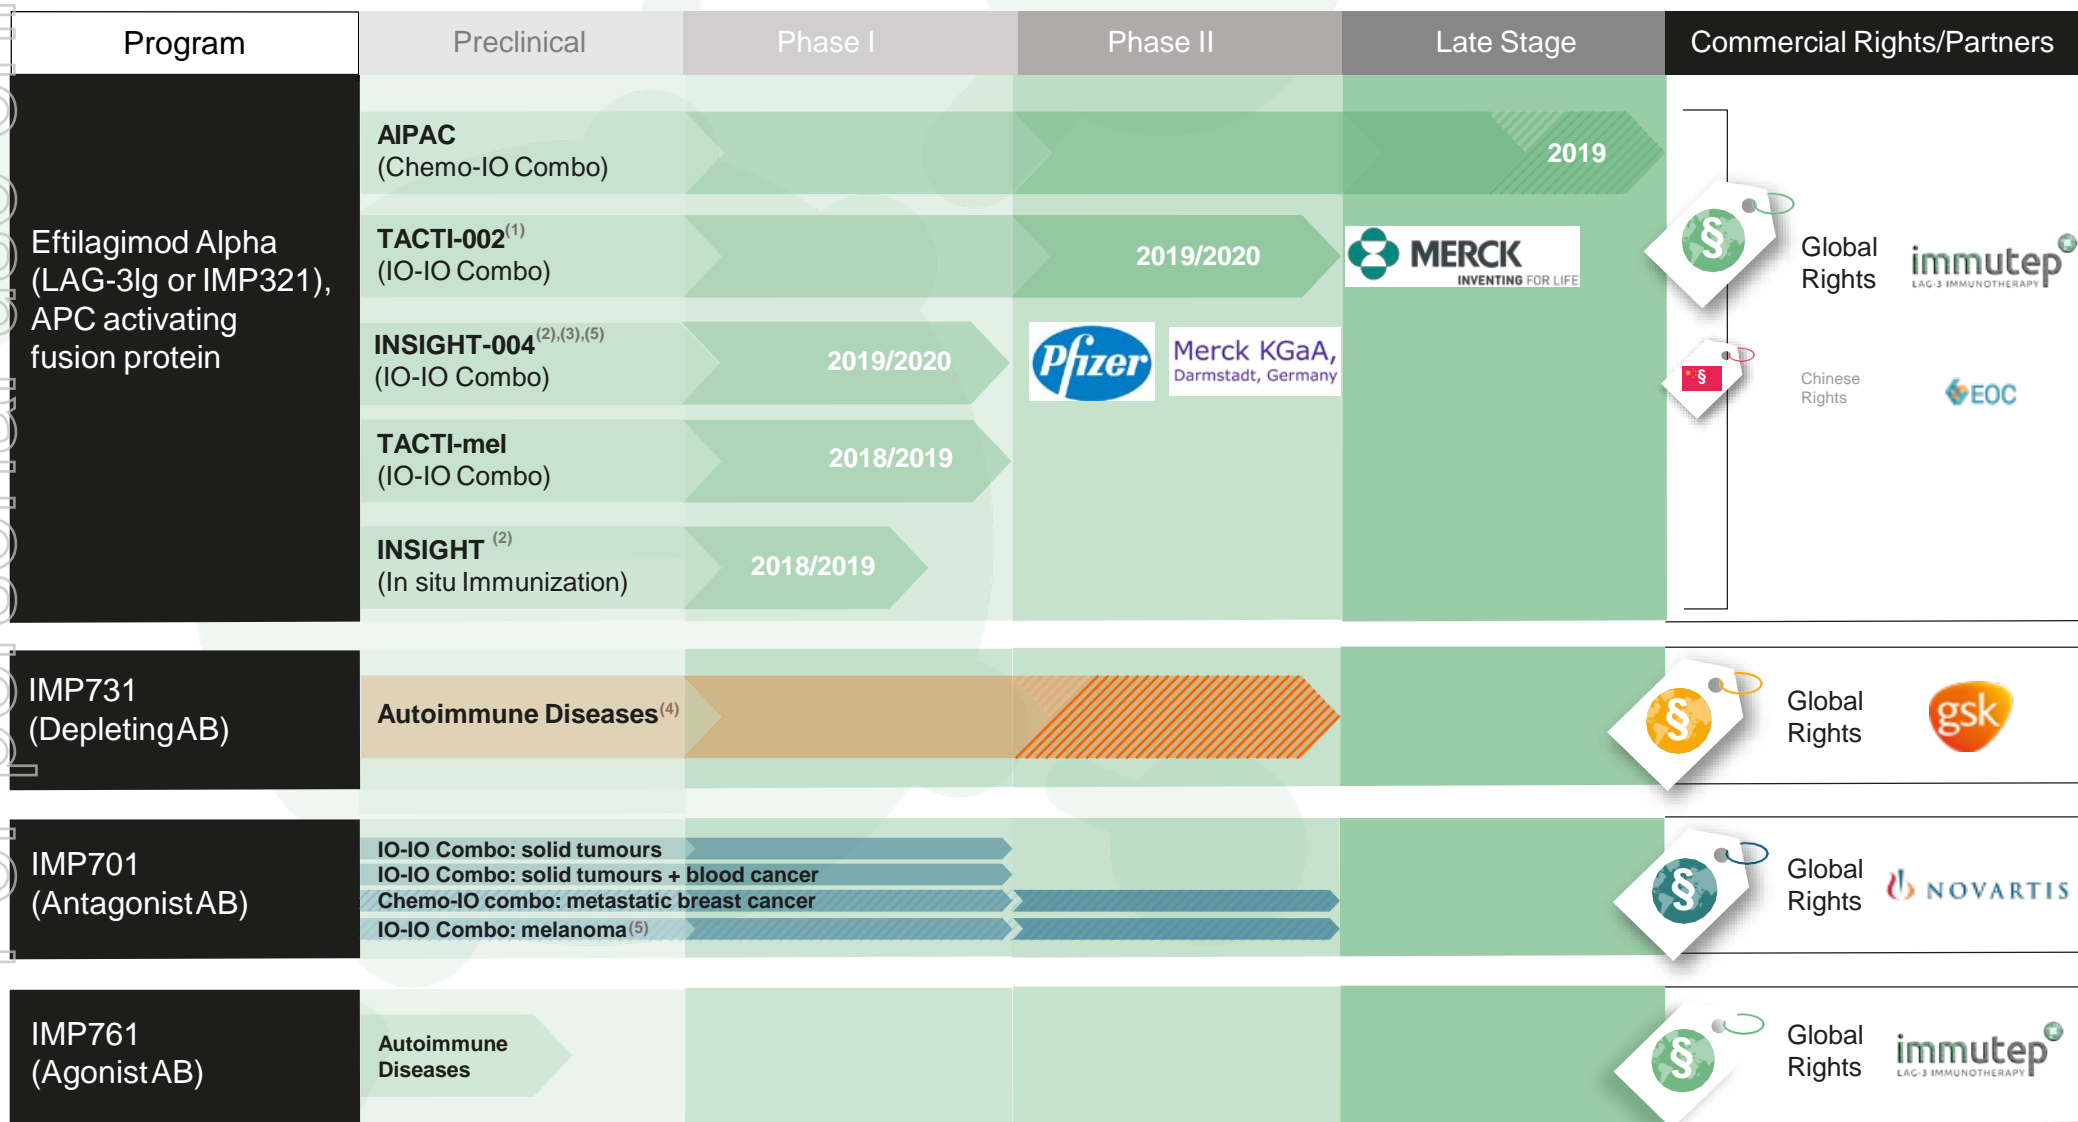 Program
Preclinical
Phase I
Phase II
Late Stage
Commercial Rights/Partners
Eftilagimod Alpha
(LAG-3Ig or IMP321),
APC activating
fusion protein
AIPAC
(Chemo-IO Combo)
2019
TACTI-002(1)
(IO-IO Combo)
2019/2020
MERCK
INVENTING FOR LIFE
INSIGHT-004(2),(3),(5)
(IO-IO Combo)
2019/2020
Pfizer
Merck KGaA,
Darmstadt, Germany
TACTI-mel
(IO-IO Combo)
2018/2019
INSIGHT (2)
(In situ Immunization)
2018/2019
§
Global
Rights
immutep
LAG-3 IMMUNOTHERAPY
§
Chinese
Rights
EOC
IMP731
(Depleting AB)
Autoimmune Diseases(4)
§
Global
Rights
gsk
IMP701
(Antagonist AB)
IO-IO Combo: solid tumours
IO-IO Combo: solid tumours + blood cancer
Chemo-IO combo: metastatic breast cancer
IO-IO Combo: melanoma(5)
§
Global
Rights
NOVARTIS
IMP761
(Agonist AB)
Autoimmune
Diseases
§
Global
Rights
immutep
LAG-3 IMMUNOTHERAPY